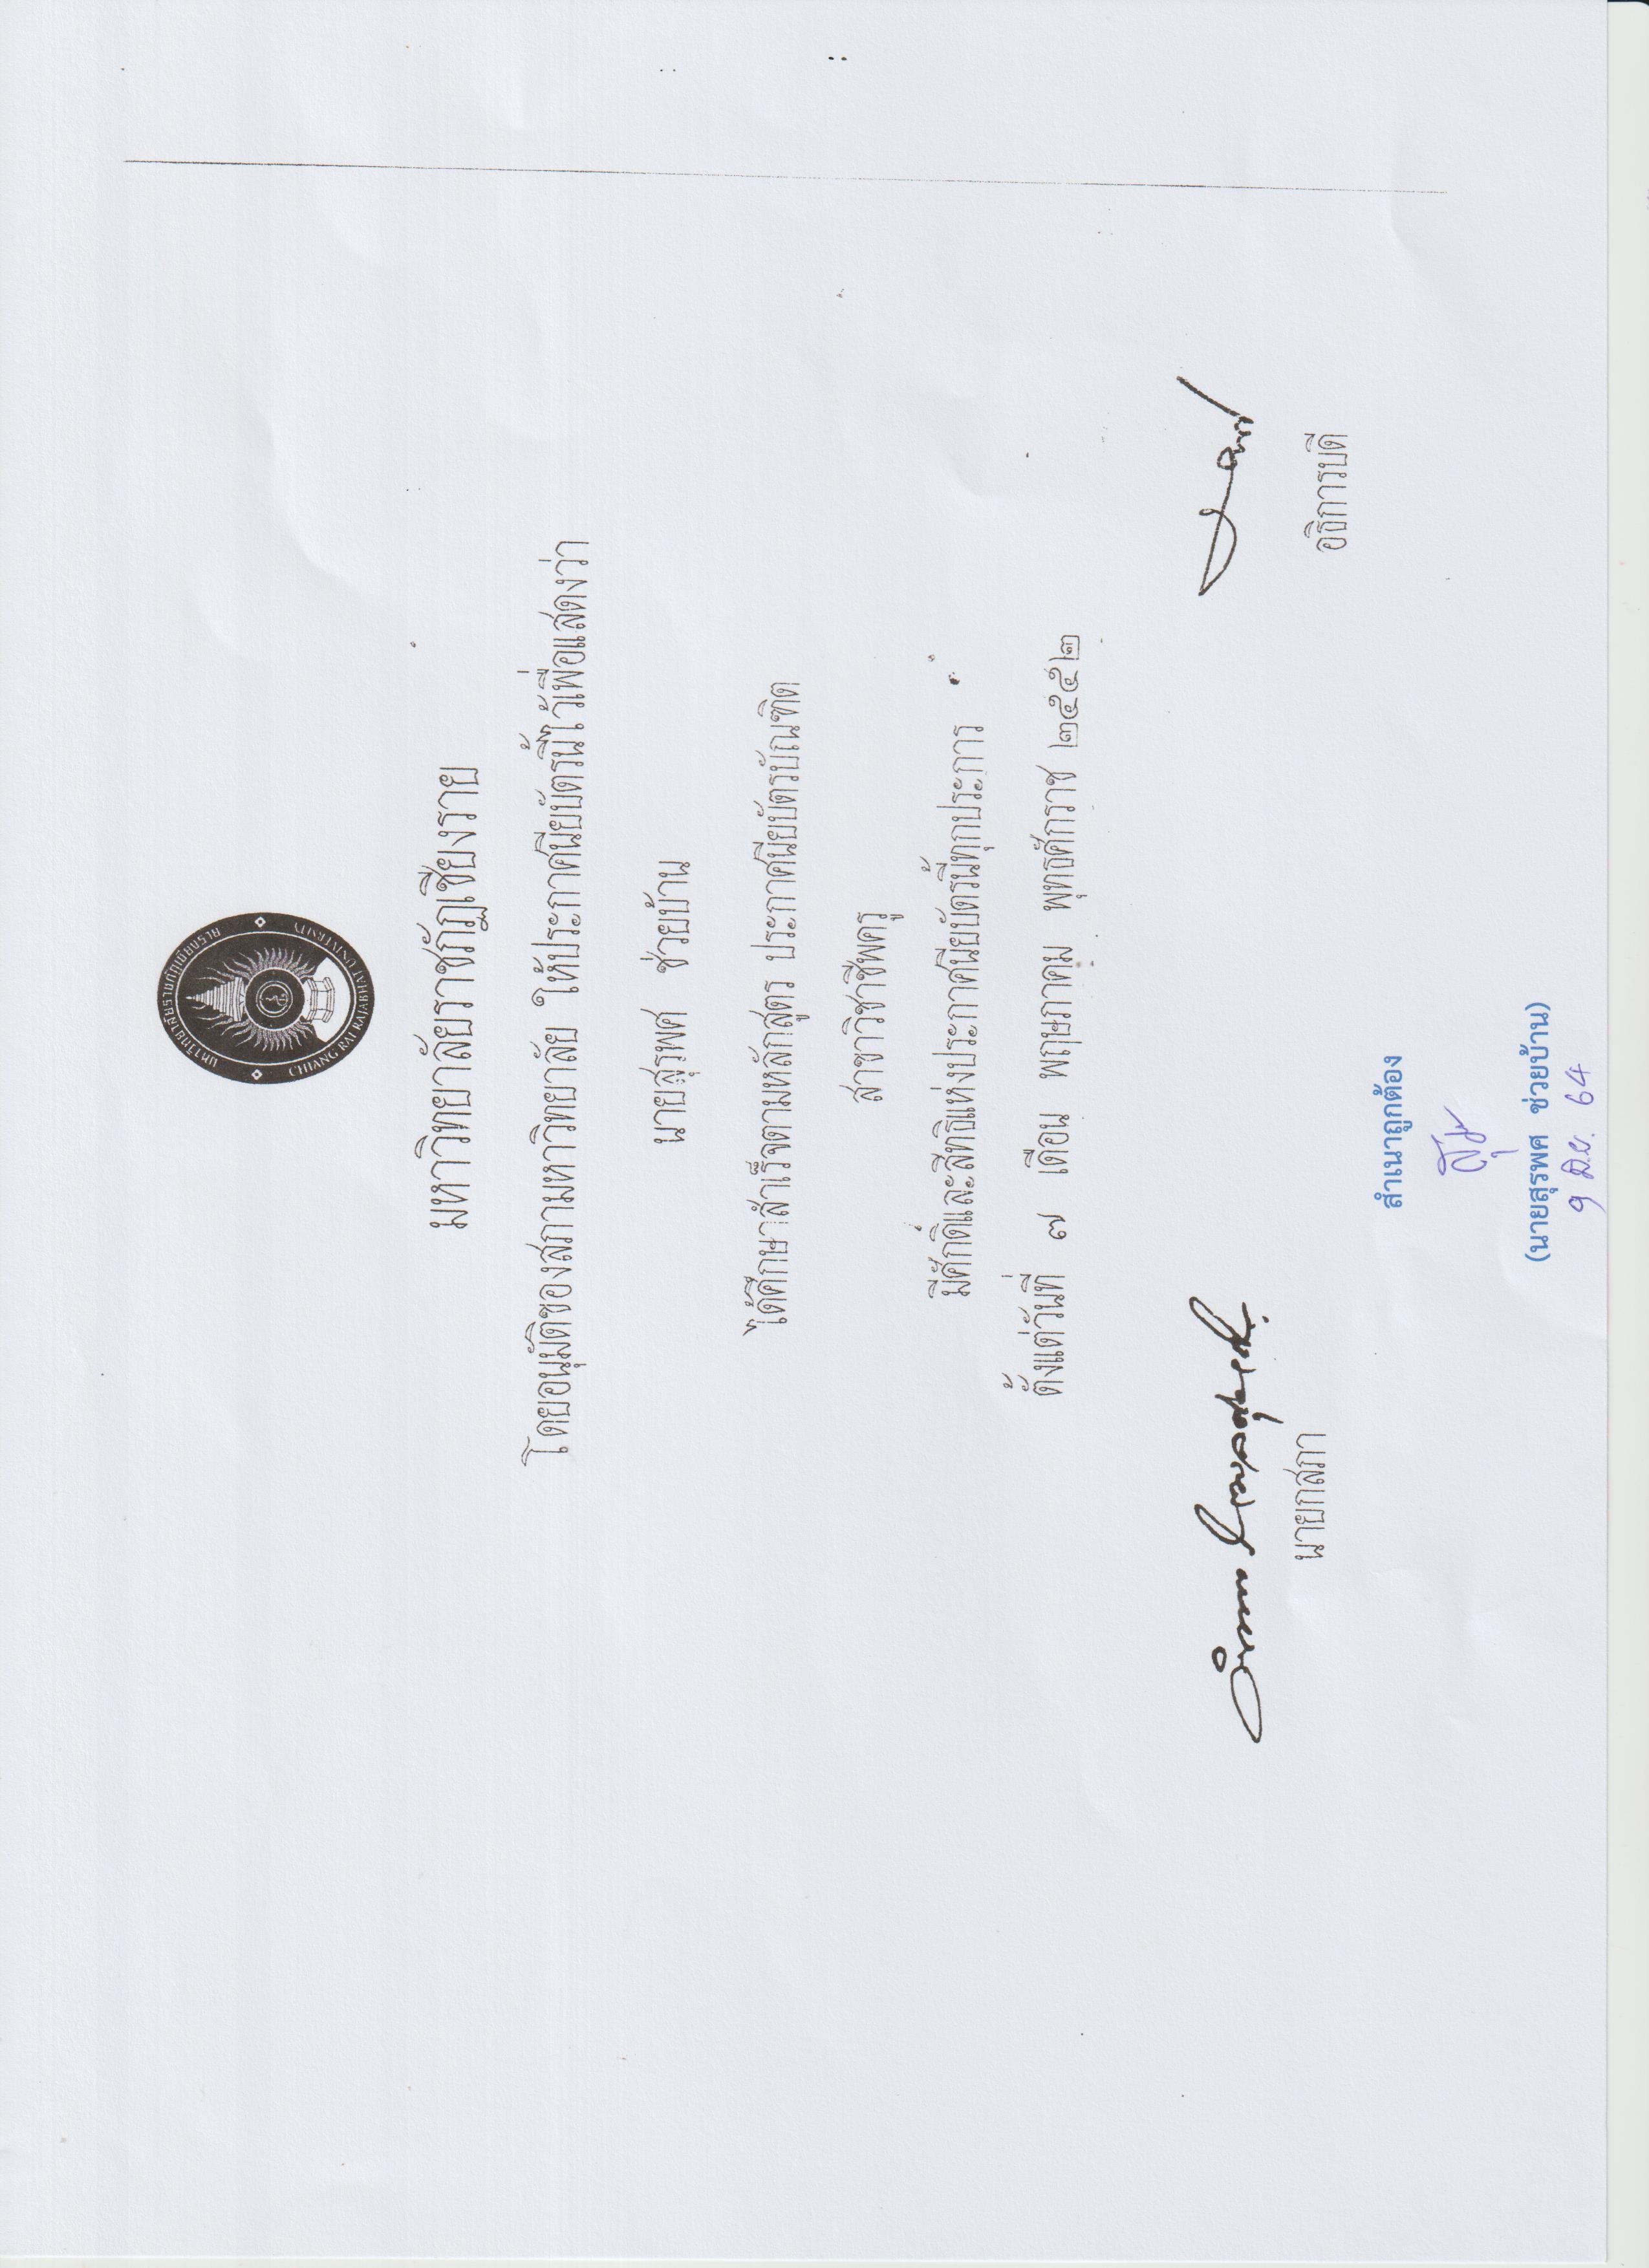 มหาวิทยาลัยราชภัฏเชียงราย
CHIANG RAI RAJABHAT UNIVERSITY
มหาวิทยาลัยราชภัฏเชียงราย
โดยอนุมัติของสภามหาวิทยาลัย ให้ประกาศนียบัตรนี้ไว้เพื่อแสดงว่า
นายสุรพศ ช่วยบ้าน
ได้ศึกษาสำเร็จตามหลักสูตร ประกาศนียบัตรบัณฑิต
สาขาวิชาชีพครู
มีศักดิ์และสิทธิแห่งประกาศนียบัตรนี้ทุกประการ
ตั้งแต่วันที่ ๗ เดือน พฤษภาคม พุทธศักราช ๒๕๕๒
นายกสภา
อธิการบดี
สำเนาถูกต้อง
(นายสุรพศ ช่วยบ้าน)
9 มิ.ย. 64